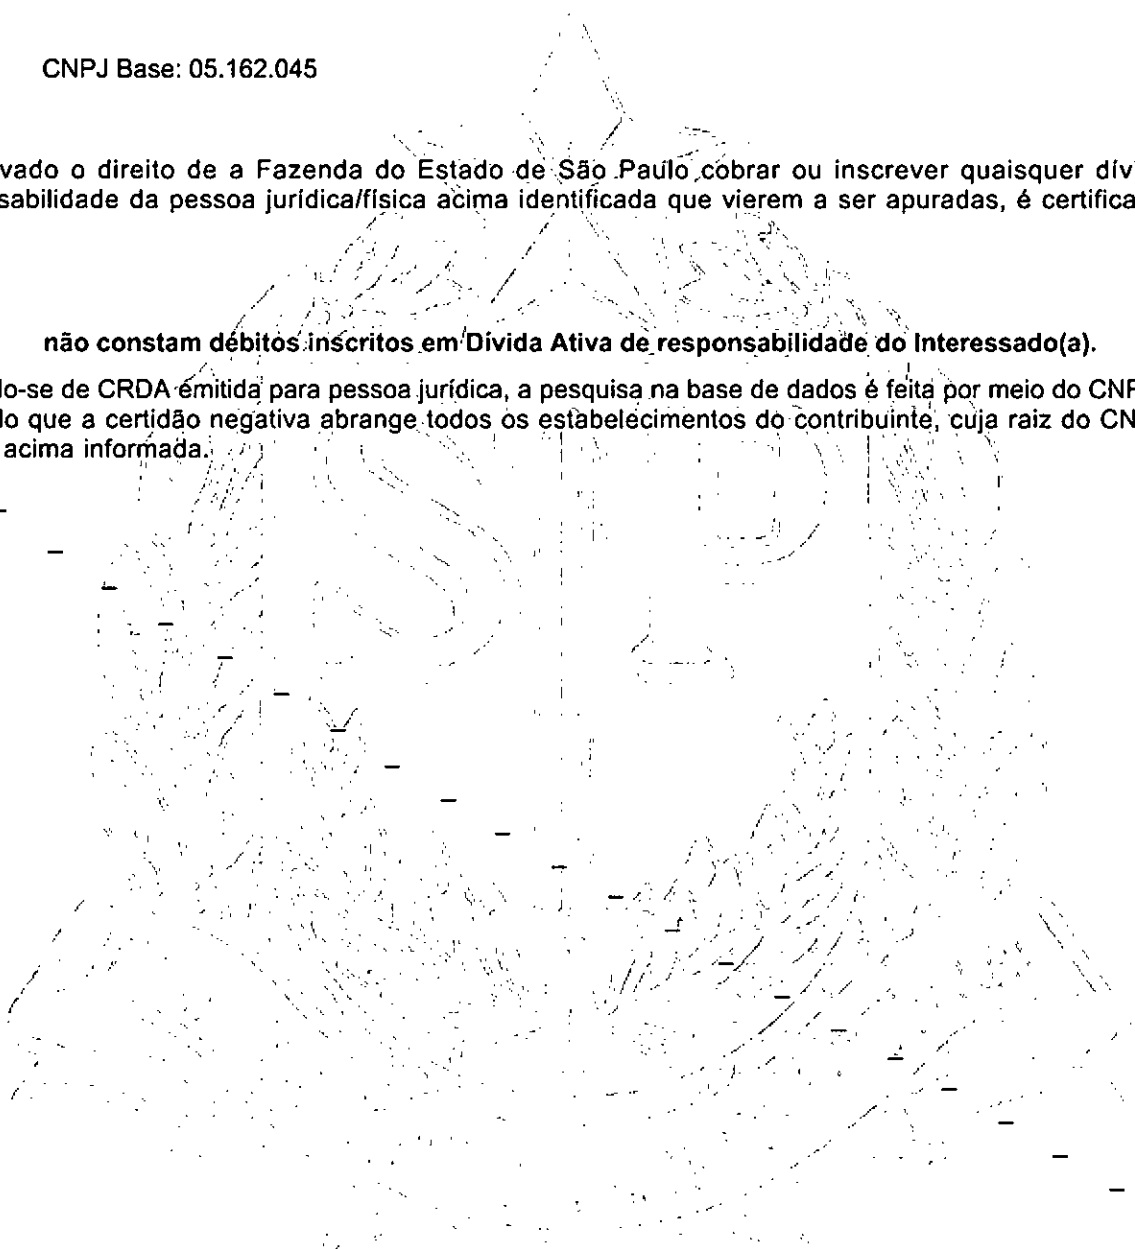 CNPJ Base: 05.162.045
vado o direito de a Fazenda do Estado de São Paulo cobrar ou inscrever quaisquer dív
sabilidade da pessoa jurídica/física acima identificada que vierem a ser apuradas, é certifica
não constam débitos inscritos em Dívida Ativa de responsabilidade do Interessado(a).
do-se de CRDA emitida para pessoa jurídica, a pesquisa na base de dados é feita por meio do CNP
do que a certidão negativa abrange todos os estabelecimentos do contribuinte, cuja raiz do CN
acima informada.